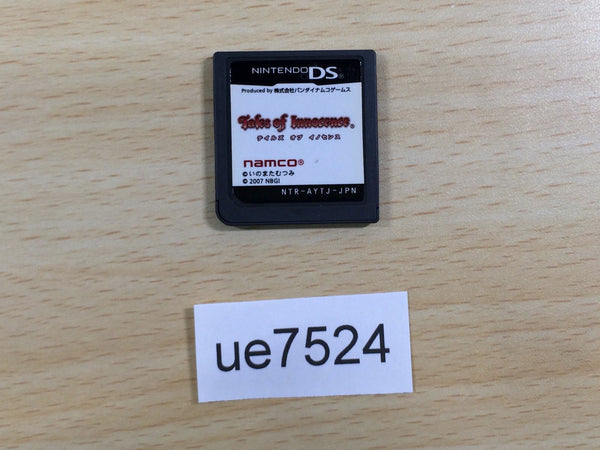 NINTENDO DS
Produced by 株式会社バンダイナムコゲームス
Tales of Innocence®
テイルズ オブ イノセンス
namco®
©いのまたむつみ
© 2007 NBGI
NTR-AYTJ-JPN
ue7524